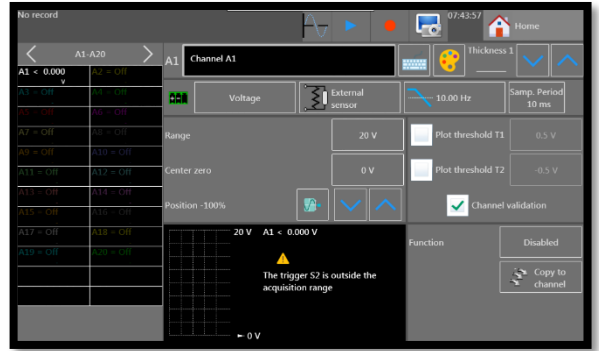 No record
07:43:57
Home
A1-A20
A1
Channel A1
Thickness 1
A1 < 0.000
V
A2 = Off
A3 = Off
A4 = Off
A5 = Off
A6 = Off
A7 = Off
A8 = Off
A9 = Off
A10 = Off
A11 = Off
A12 = Off
A13 = Off
A14 = Off
A15 = Off
A16 = Off
A17 = Off
A18 = Off
A19 = Off
A20 = Off
Voltage
External
sensor
10.00 Hz
Samp. Period
10 ms
Range
20 V
Plot threshold T1
0.5 V
Center zero
0 V
Plot threshold T2
-0.5 V
Position -100%
Channel
validation
20 V
A1 < 0.000 V
The trigger S2 is outside the
acquisition range
0 V
Function
Disabled
Copy to
channel